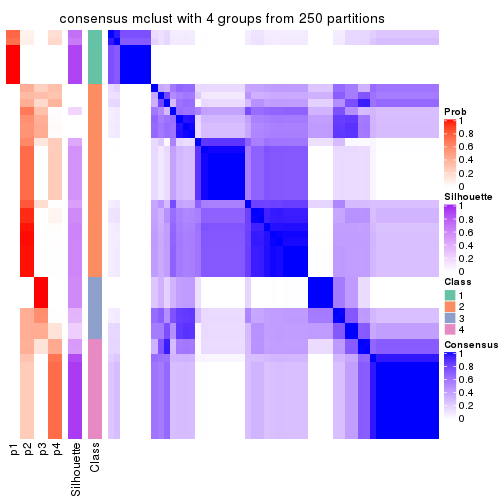 consensus mclust with 4 groups from 250 partitions
Prob
1
0.8
0.6
0.4
0.2
0
Silhouette
1
0.8
0.6
0.4
0.2
0
Class
1
2
3
4
Consensus
1
0.8
0.6
0.4
0.2
0
p1
p2
p3
p4
Silhouette
Class